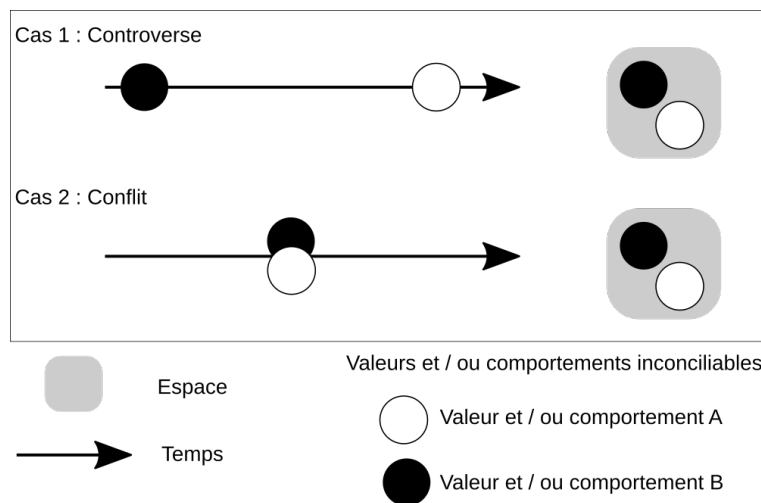 Cas 1 : Controverse
Cas 2 : Conflit
Espace
Temps
Valeurs et / ou comportements inconciliables
Valeur et / ou comportement A
Valeur et / ou comportement B